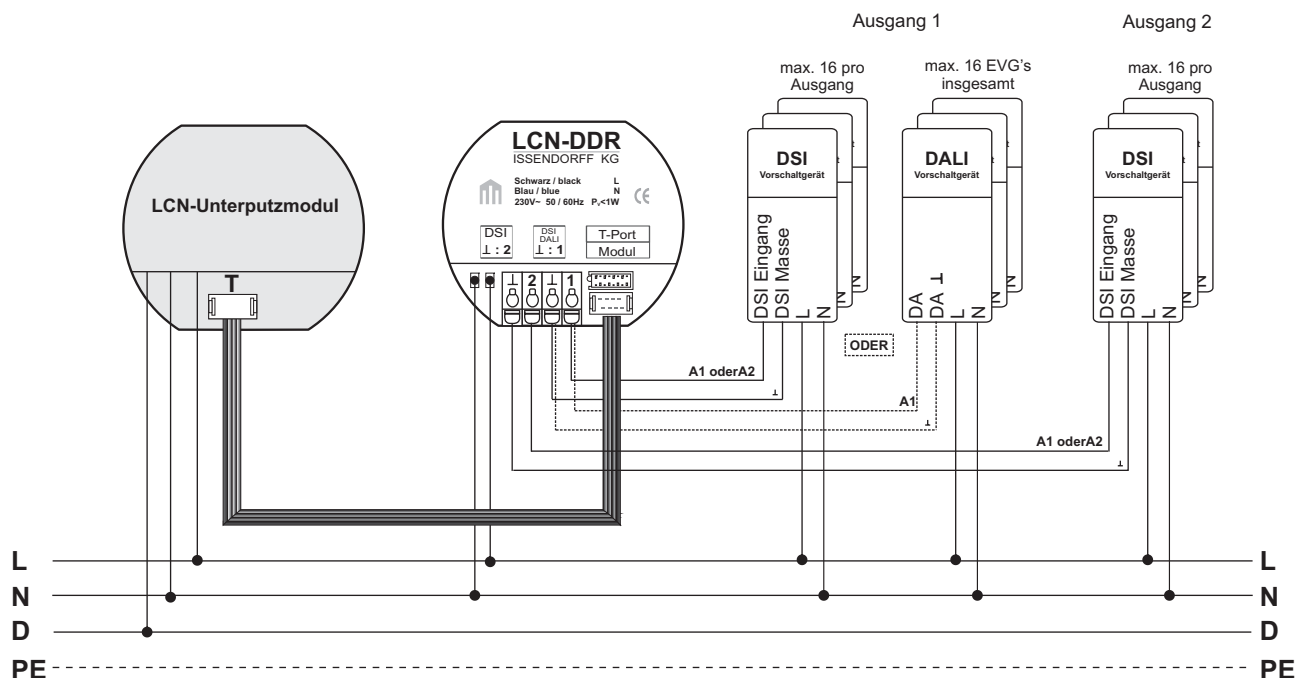 Ausgang 1
Ausgang 2
max. 16 pro
Ausgang
max. 16 EVG's
insgesamt
max. 16 pro
Ausgang
LCN-Unterputzmodul
T
LCN-DDR
ISSENDORFF KG
Schwarz / black L
Blau / blue N
230V~ 50 / 60Hz Pv<1W
CE
DSI
⊥ : 2
DSI
DALI
⊥ : 1
T-Port
Modul
⊥ 2 ⊥ 1
DSI
Vorschaltgerät
DSI Eingang
DSI Masse
L
N
N
N
DALI
Vorschaltgerät
DA
DA ⊥
L
N
N
N
DSI
Vorschaltgerät
DSI Eingang
DSI Masse
L
N
N
N
ODER
A1 oderA2
⊥
A1
⊥
A1 oderA2
⊥
L L
N N
D D
PE PE